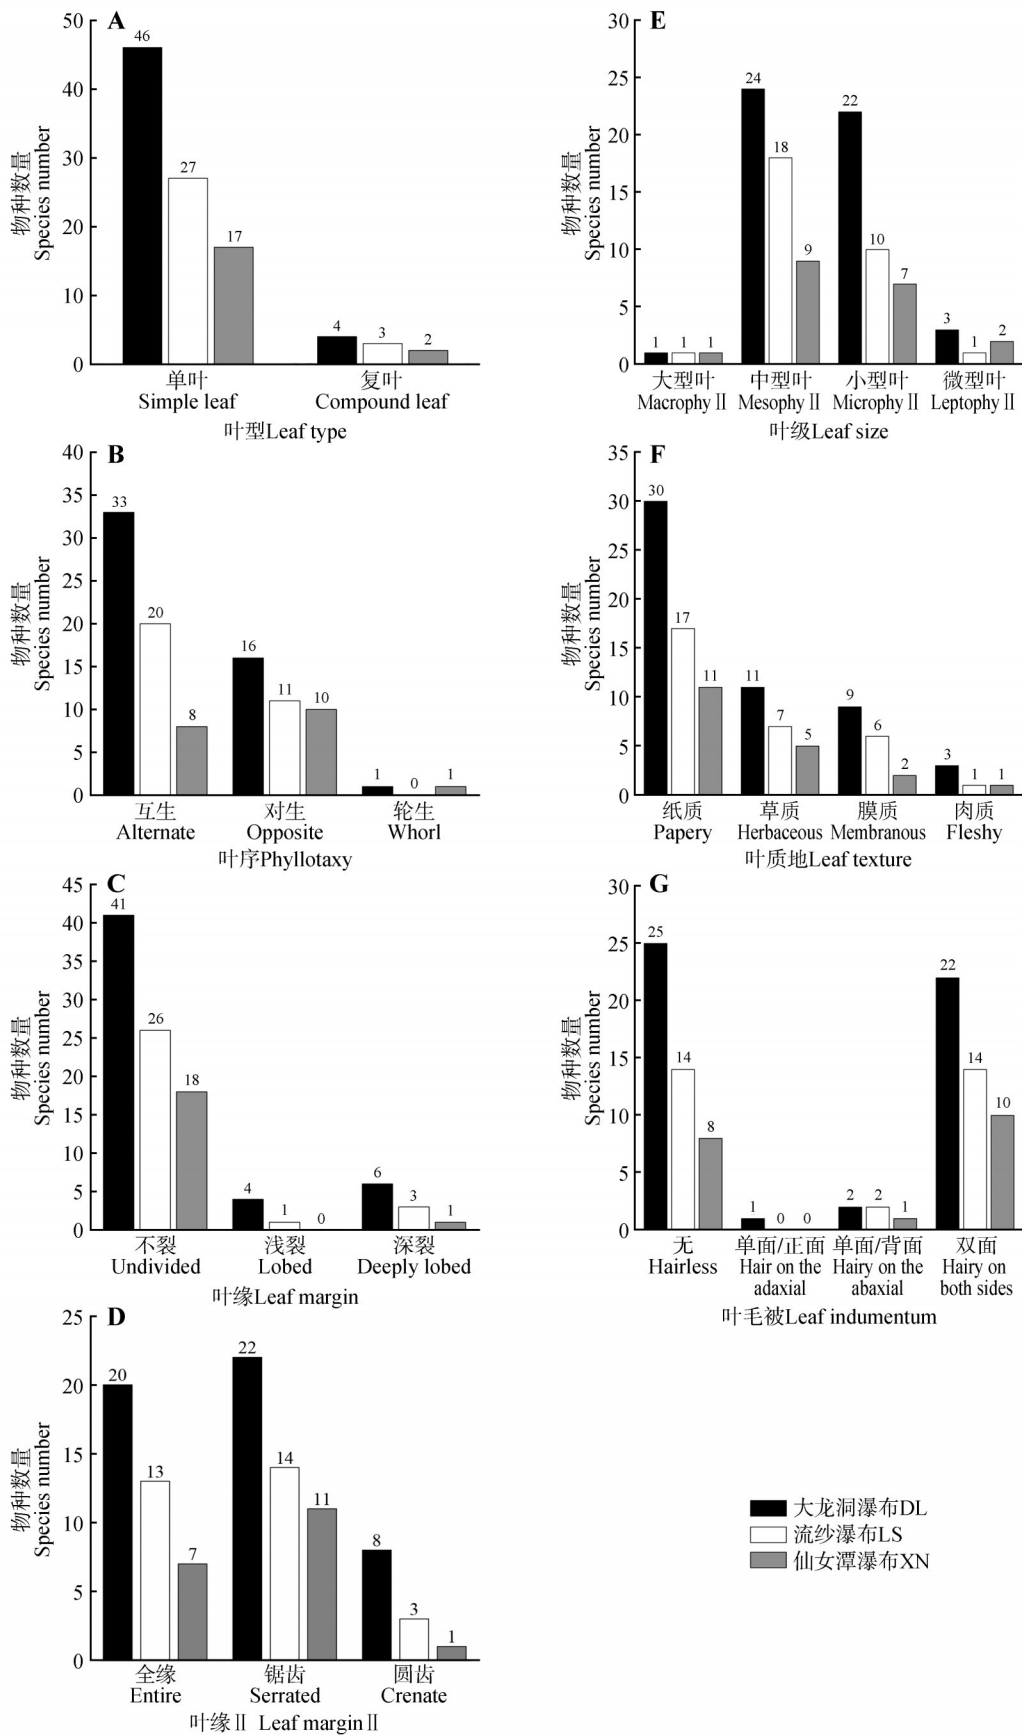 A
物种数量
Species number
50
40
30
20
10
0
46
27
17
4
3
2
单叶
Simple leaf
复叶
Compound leaf
叶型Leaf type
B
物种数量
Species number
40
35
30
25
20
15
10
5
0
33
20
8
16
11
10
1
0
1
互生
Alternate
对生
Opposite
轮生
Whorl
叶序Phyllotaxy
C
物种数量
Species number
45
40
35
30
25
20
15
10
5
0
41
26
18
4
1
0
6
3
1
不裂
Undivided
浅裂
Lobed
深裂
Deeply lobed
叶缘Leaf margin
D
物种数量
Species number
25
20
15
10
5
0
20
13
7
22
14
11
8
3
1
全缘
Entire
锯齿
Serrated
圆齿
Crenate
叶缘Ⅱ Leaf marginⅡ
E
物种数量
Species number
30
25
20
15
10
5
0
1
1
1
24
18
9
22
10
7
3
1
2
大型叶
MacrophyⅡ
中型叶
MesophyⅡ
小型叶
MicrophyⅡ
微型叶
LeptophyⅡ
叶级Leaf size
F
物种数量
Species number
35
30
25
20
15
10
5
0
30
17
11
11
7
5
9
6
2
3
1
1
纸质
Papery
草质
Herbaceous
膜质
Membranous
肉质
Fleshy
叶质地Leaf texture
G
物种数量
Species number
30
25
20
15
10
5
0
25
14
8
1
0
0
2
2
1
22
14
10
无
Hairless
单面/正面
Hair on the
adaxial
单面/背面
Hairy on the
abaxial
双面
Hairy on
both sides
叶毛被Leaf indumentum
大龙洞瀑布DL
流纱瀑布LS
仙女潭瀑布XN